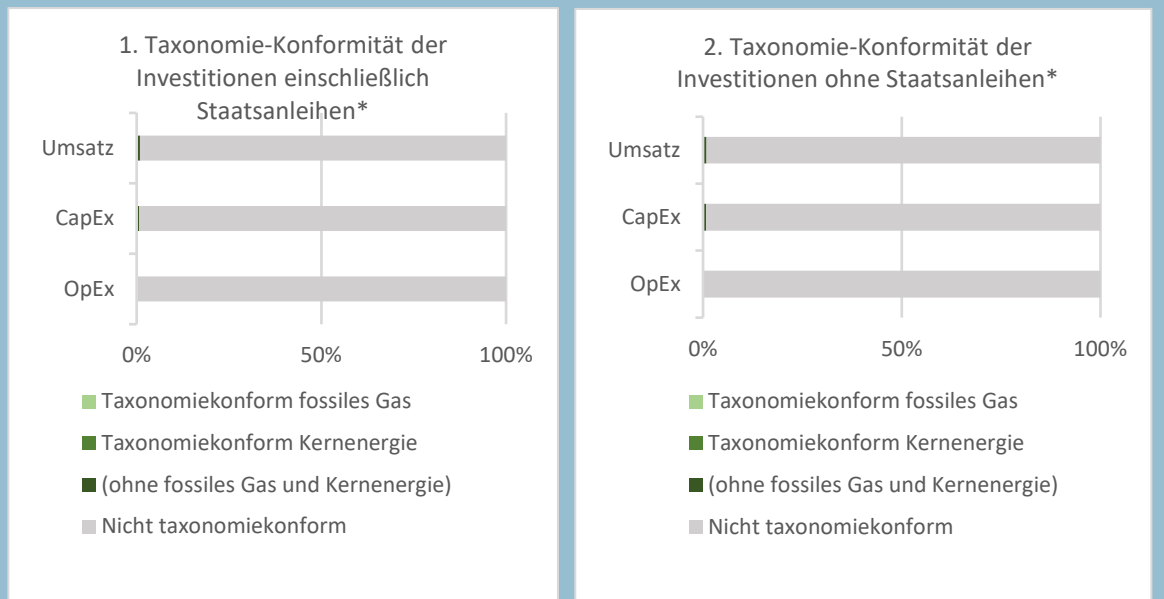 1. Taxonomie-Konformität der
Investitionen einschließlich
Staatsanleihen*
Umsatz
CapEx
OpEx
0%
50%
100%
Taxonomiekonform fossiles Gas
Taxonomiekonform Kernenergie
(ohne fossiles Gas und Kernenergie)
Nicht taxonomiekonform
2. Taxonomie-Konformität der
Investitionen ohne Staatsanleihen*
Umsatz
CapEx
OpEx
0%
50%
100%
Taxonomiekonform fossiles Gas
Taxonomiekonform Kernenergie
(ohne fossiles Gas und Kernenergie)
Nicht taxonomiekonform